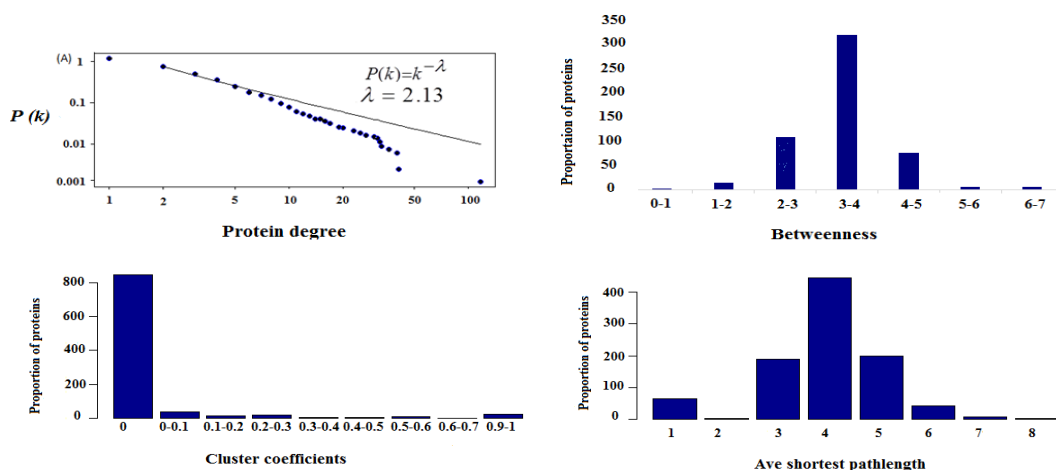 (A)
1
0.1
0.01
0.001
P (k)
P(k)=k^{-λ}
λ = 2.13
1 2 5 10 20 50 100
Protein degree
350
300
250
200
150
100
50
0
Proportaion of proteins
0-1 1-2 2-3 3-4 4-5 5-6 6-7
Betweenness
800
600
400
200
0
Proportion of proteins
0 0-0.1 0.1-0.2 0.2-0.3 0.3-0.4 0.4-0.5 0.5-0.6 0.6-0.7 0.9-1
Cluster coefficients
400
300
200
100
0
Proportion of proteins
1 2 3 4 5 6 7 8
Ave shortest pathlength